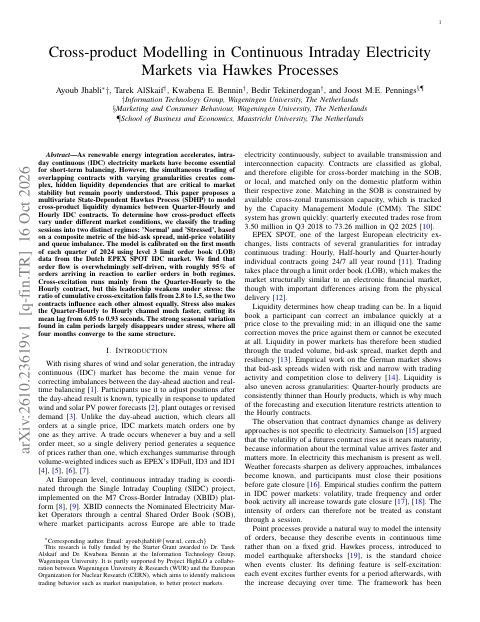 1
Cross-product Modelling in Continuous Intraday Electricity
Markets via Hawkes Processes
Ayoub Jhabli*†, Tarek AlSkaif†, Kwabena E. Bennin†, Bedir Tekinerdogan†, and Joost M.E. Pennings§¶
†Information Technology Group, Wageningen University, The Netherlands
§Marketing and Consumer Behaviour, Wageningen University, The Netherlands
¶School of Business and Economics, Maastricht University, The Netherlands
arXiv:2610.23619v1 [q-fin.TR] 16 Oct 2026
Abstract—As renewable energy integration accelerates, intra-
day continuous (IDC) electricity markets have become essential
for short-term balancing. However, the simultaneous trading of
overlapping contracts with varying granularities creates com-
plex, hidden liquidity dependencies that are critical to market
stability but remain poorly understood. This paper proposes a
multivariate State-Dependent Hawkes Process (SDHP) to model
cross-product liquidity dynamics between Quarter-Hourly and
Hourly IDC contracts. To determine how cross-product effects
vary under different market conditions, we classify the trading
sessions into two distinct regimes; "Normal" and "Stressed", based
on a composite metric of the bid-ask spread, mid-price volatility
and queue imbalance. The model is calibrated on the first month
of each quarter of 2024 using level 3 limit order book (LOB)
data from the Dutch EPEX SPOT IDC market. We find that
order flow is overwhelmingly self-driven, with roughly 95% of
orders arriving in reaction to earlier orders in both regimes.
Cross-excitation runs mainly from the Quarter-Hourly to the
Hourly contract, but this leadership weakens under stress: the
ratio of cumulative cross-excitation falls from 2.8 to 1.5, so the two
contracts influence each other almost equally. Stress also makes
the Quarter-Hourly to Hourly channel much faster, cutting its
mean lag from 6.05 to 0.93 seconds. The strong seasonal variation
found in calm periods largely disappears under stress, where all
four months converge to the same structure.
I. Introduction
With rising shares of wind and solar generation, the intraday
continuous (IDC) market has become the main venue for
correcting imbalances between the day-ahead auction and real-
time balancing [1]. Participants use it to adjust positions after
the day-ahead result is known, typically in response to updated
wind and solar PV power forecasts [2], plant outages or revised
demand [3]. Unlike the day-ahead auction, which clears all
orders at a single price, IDC markets match orders one by
one as they arrive. A trade occurs whenever a buy and a sell
order meet, so a single delivery period generates a sequence
of prices rather than one, which exchanges summarise through
volume-weighted indices such as EPEX's IDFull, ID3 and ID1
[4], [5], [6], [7].
At European level, continuous intraday trading is coordi-
nated through the Single Intraday Coupling (SIDC) project,
implemented on the M7 Cross-Border Intraday (XBID) plat-
form [8], [9]. XBID connects the Nominated Electricity Mar-
ket Operators through a central Shared Order Book (SOB),
where market participants across Europe are able to trade
*Corresponding author. Email: ayoub.jhabli@{wur.nl, cern.ch}
This research is fully funded by the Starter Grant awarded to Dr. Tarek
Alskaif and Dr. Kwabena Bennin at the Information Technology Group,
Wageningen University. It is partly supported by Project HighLO a collabo-
ration between Wageningen University & Research (WUR) and the European
Organization for Nuclear Research (CERN), which aims to identify malicious
trading behavior such as market manipulation, to better protect markets.
electricity continuously, subject to available transmission and
interconnection capacity. Contracts are classified as global,
and therefore eligible for cross-border matching in the SOB,
or local, and matched only on the domestic platform within
their respective zone. Matching in the SOB is constrained by
available cross-zonal transmission capacity, which is tracked
by the Capacity Management Module (CMM). The SIDC
system has grown quickly: quarterly executed trades rose from
3.50 million in Q3 2018 to 73.26 million in Q2 2025 [10].
EPEX SPOT, one of the largest European electricity ex-
changes, lists contracts of several granularities for intraday
continuous trading: Hourly, Half-hourly and Quarter-hourly
individual contracts going 24/7 all year round [11]. Trading
takes place through a limit order book (LOB), which makes the
market structurally similar to an electronic financial market,
though with important differences arising from the physical
delivery [12].
Liquidity determines how cheap trading can be. In a liquid
book a participant can correct an imbalance quickly at a
price close to the prevailing mid; in an illiquid one the same
correction moves the price against them or cannot be executed
at all. Liquidity in power markets has therefore been studied
through the traded volume, bid-ask spread, market depth and
resiliency [13]. Empirical work on the German market shows
that bid-ask spreads widen with risk and narrow with trading
activity and competition close to delivery [14]. Liquidity is
also uneven across granularities: Quarter-hourly products are
consistently thinner than Hourly products, which is why much
of the forecasting and execution literature restricts attention to
the Hourly contracts.
The observation that contract dynamics change as delivery
approaches is not specific to electricity. Samuelson [15] argued
that the volatility of a futures contract rises as it nears maturity,
because information about the terminal value arrives faster and
matters more. In electricity this mechanism is present as well.
Weather forecasts sharpen as delivery approaches, imbalances
become known, and participants must close their positions
before gate closure [16]. Empirical studies confirm the pattern
in IDC power markets: volatility, trade frequency and order
book activity all increase towards gate closure [17], [18]. The
intensity of orders can therefore not be treated as constant
through a session.
Point processes provide a natural way to model the intensity
of orders, because they describe events in continuous time
rather than on a fixed grid. Hawkes process, introduced to
model earthquake aftershocks [19], is the standard choice
when events cluster. Its defining feature is self-excitation:
each event excites further events for a period afterwards, with
the increase decaying over time. The framework has been